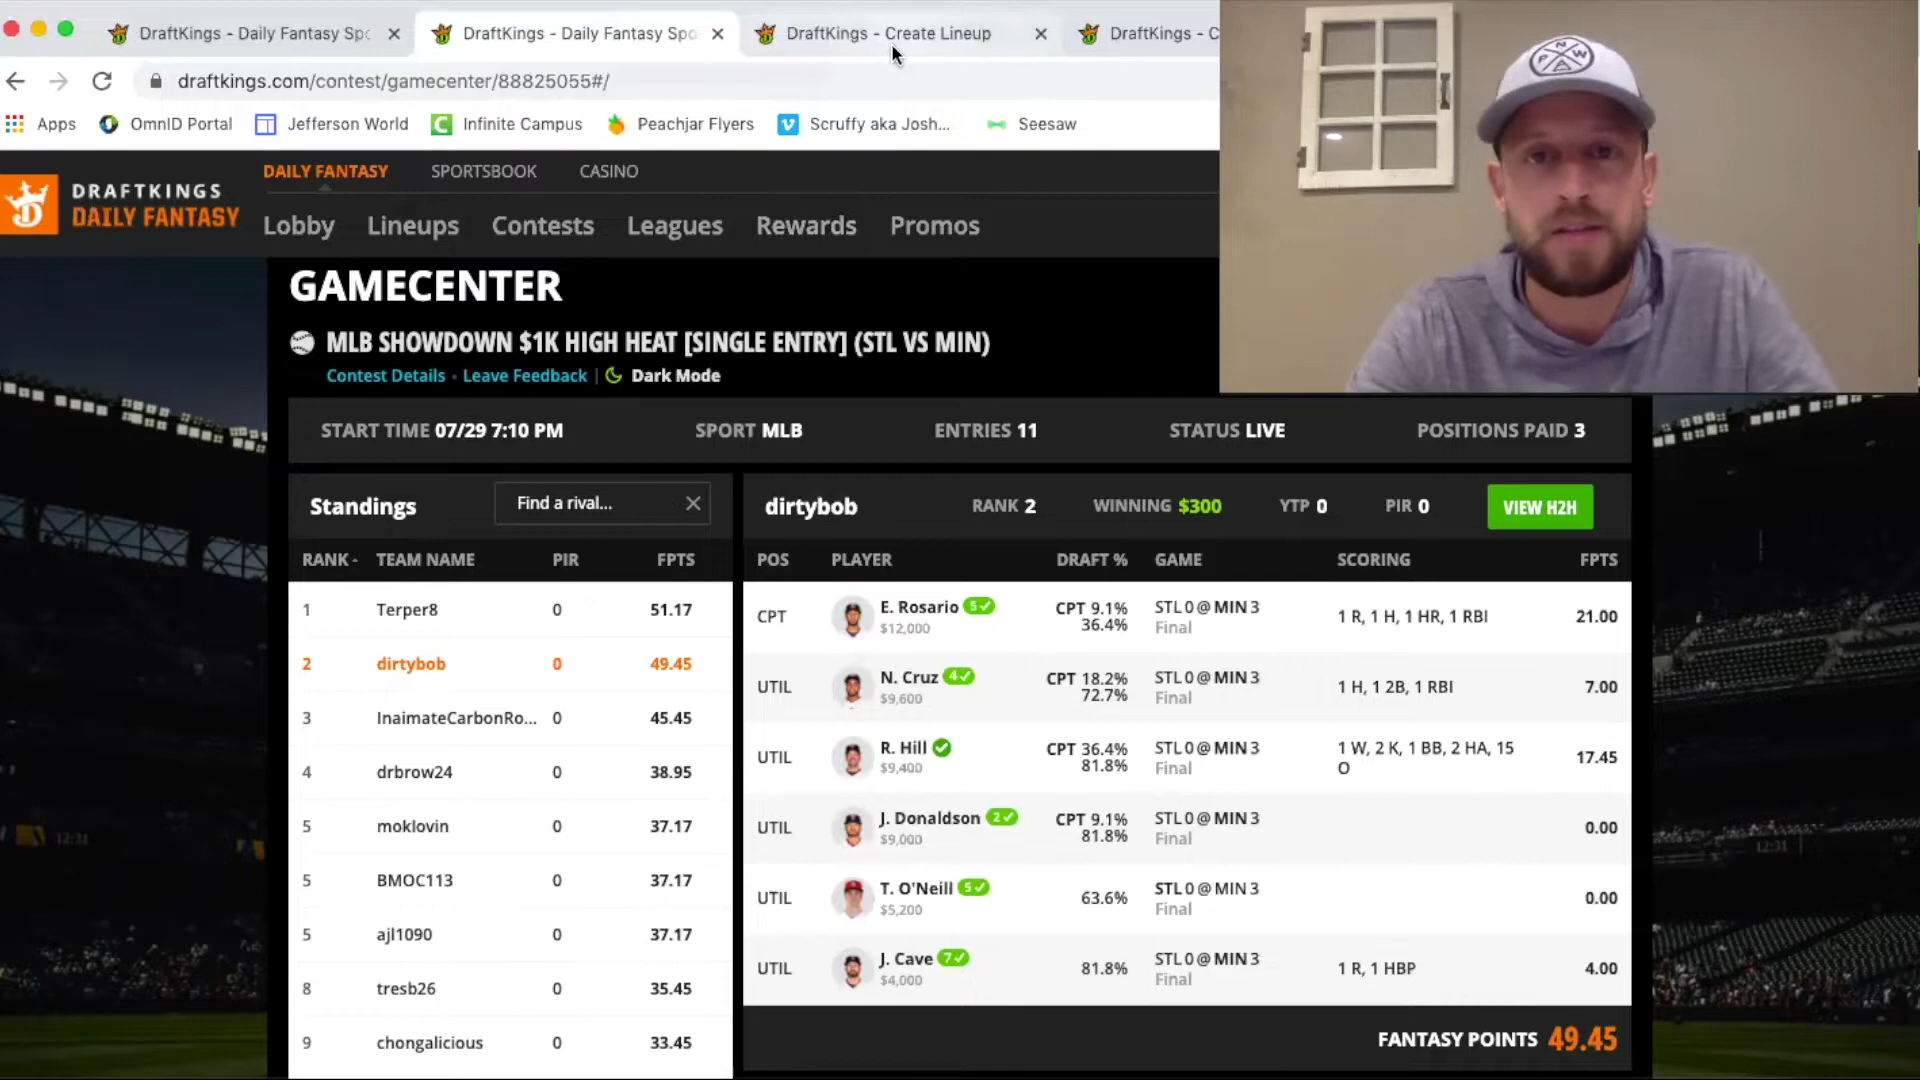 DraftKings - Daily Fantasy Sp
DraftKings - Daily Fantasy Spo
DraftKings - Create Lineup
DraftKings - C
draftkings.com/contest/gamecenter/88825055#/
Apps
OmnID Portal
Jefferson World
Infinite Campus
Peachjar Flyers
Scruffy aka Josh...
Seesaw
DAILY FANTASY
SPORTSBOOK
CASINO
DRAFTKINGS
DAILY FANTASY
Lobby
Lineups
Contests
Leagues
Rewards
Promos
GAMECENTER
MLB SHOWDOWN $1K HIGH HEAT [SINGLE ENTRY] (STL VS MIN)
Contest Details • Leave Feedback | Dark Mode
START TIME 07/29 7:10 PM
SPORT MLB
ENTRIES 11
STATUS LIVE
POSITIONS PAID 3
Standings
Find a rival...
RANK TEAM NAME PIR FPTS
1 Terper8 0 51.17
2 dirtybob 0 49.45
3 InaimateCarbonRo... 0 45.45
4 drbrow24 0 38.95
5 moklovin 0 37.17
5 BMOC113 0 37.17
5 ajl1090 0 37.17
8 tresb26 0 35.45
9 chongalicious 0 33.45
dirtybob RANK 2 WINNING $300 YTP 0 PIR 0 VIEW H2H
POS PLAYER DRAFT % GAME SCORING FPTS
CPT E. Rosario 5 CPT 9.1% STL 0 @ MIN 3 1 R, 1 H, 1 HR, 1 RBI 21.00
$12,000 36.4% Final
UTIL N. Cruz 4 CPT 18.2% STL 0 @ MIN 3 1 H, 1 2B, 1 RBI 7.00
$9,600 72.7% Final
UTIL R. Hill CPT 36.4% STL 0 @ MIN 3 1 W, 2 K, 1 BB, 2 HA, 15 17.45
$9,400 81.8% Final O
UTIL J. Donaldson 2 CPT 9.1% STL 0 @ MIN 3 0.00
$9,000 81.8% Final
UTIL T. O'Neill 5 63.6% STL 0 @ MIN 3 0.00
$5,200 Final
UTIL J. Cave 7 81.8% STL 0 @ MIN 3 1 R, 1 HBP 4.00
$4,000 Final
FANTASY POINTS 49.45
12:31
12:31
P N W